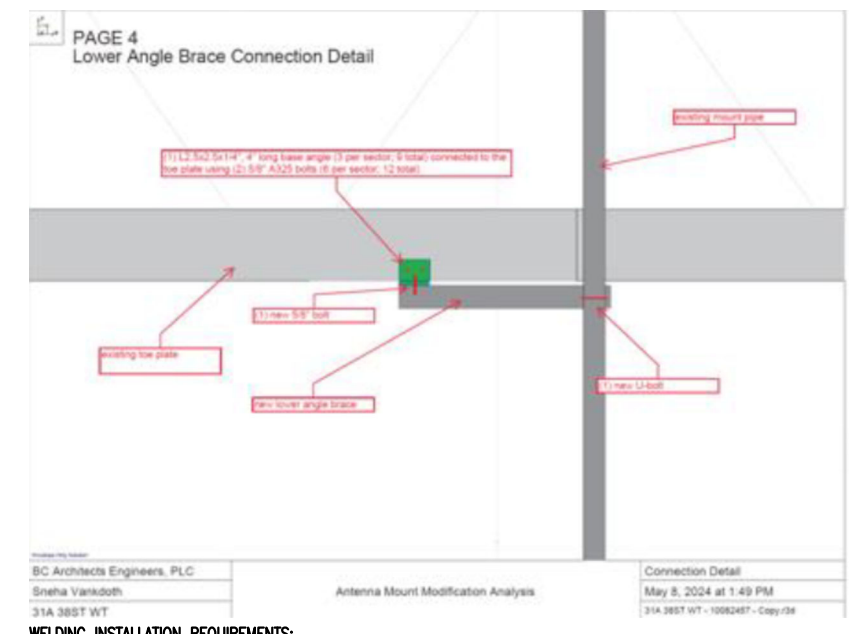 PAGE 4
Lower Angle Brace Connection Detail
existing mount pipe
(1) L2.5x2.5x1/4", 4" long base angle (3 per sector; 9 total) connected to the
toe plate using (2) 5/8" A325 bolts (6 per sector; 12 total)
(1) new 5/8" bolt
existing toe plate
(1) new U-bolt
new lower angle brace
BC Architects Engineers, PLC
Sneha Vankdoth
31A 38ST WT
Antenna Mount Modification Analysis
Connection Detail
May 8, 2024 at 1:49 PM
31A 38ST WT - 10082457 - Copy.r3d
WELDING INSTALLATION REQUIREMENTS: